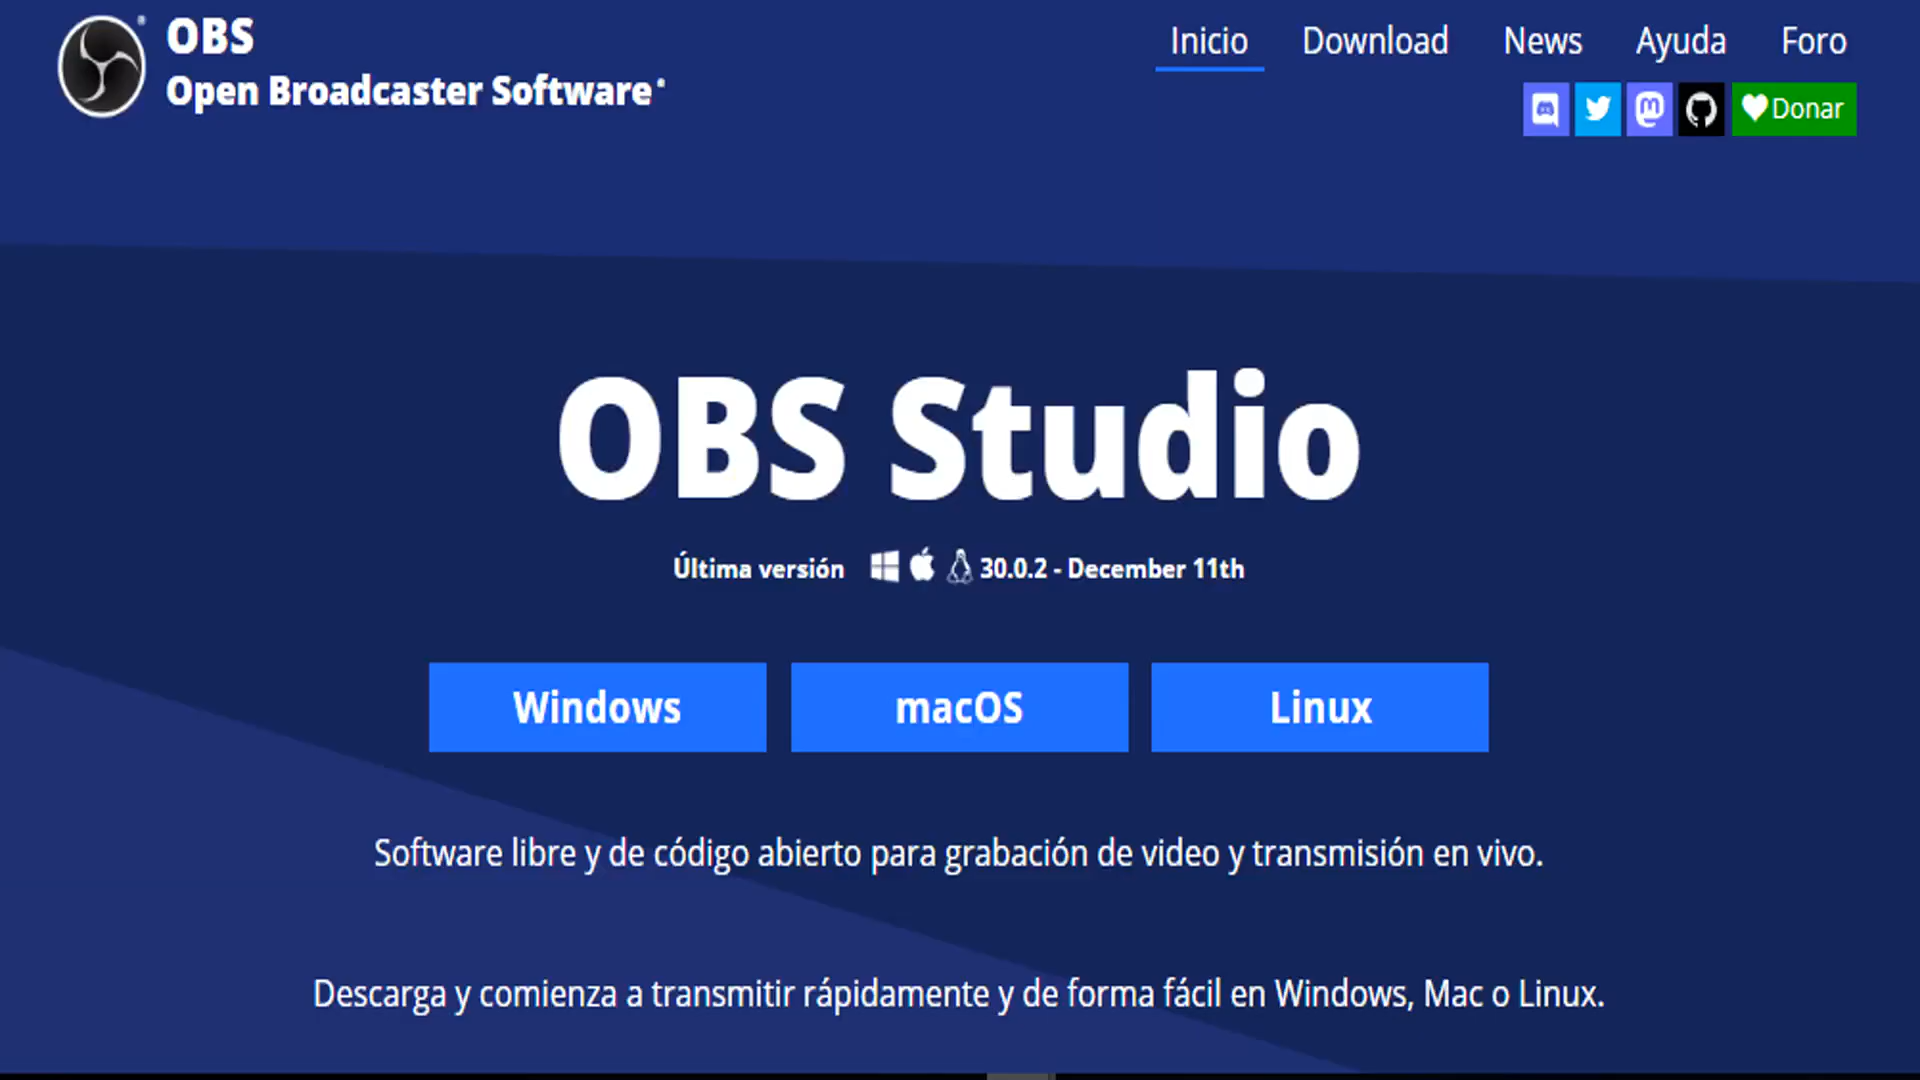 OBS
Open Broadcaster Software
Inicio Download News Ayuda Foro
Donar
OBS Studio
Última versión 30.0.2 - December 11th
Windows macOS Linux
Software libre y de código abierto para grabación de video y transmisión en vivo.
Descarga y comienza a transmitir rápidamente y de forma fácil en Windows, Mac o Linux.